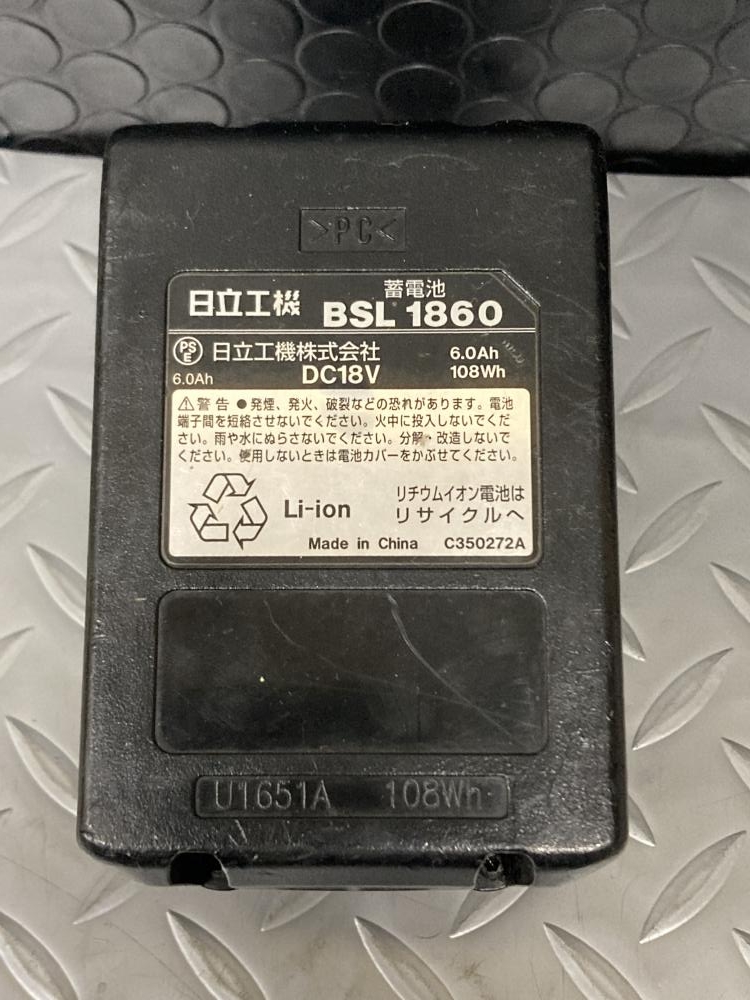 >PC<
日立工機 蓄電池 BSL 1860
PSE 日立工機株式会社 6.0Ah
6.0Ah DC18V 108Wh
⚠警告 ●発煙、発火、破裂などの恐れがあります。電池
端子間を短絡させないでください。火中に投入しないでくだ
さい。雨や水にぬらさないでください。分解・改造しないで
ください。使用しないときは電池カバーをかぶせてください。
Li-ion リチウムイオン電池は
リサイクルへ
Made in China C350272A
U1651A 108Wh